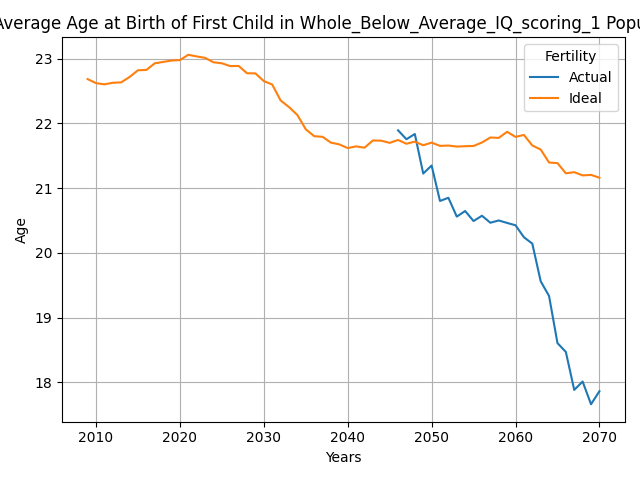 Average Age at Birth of First Child in Whole_Below_Average_IQ_scoring_1
Fertility
Actual
Ideal
23
22
21
20
19
18
Age
2010 2020 2030 2040 2050 2060 2070
Years